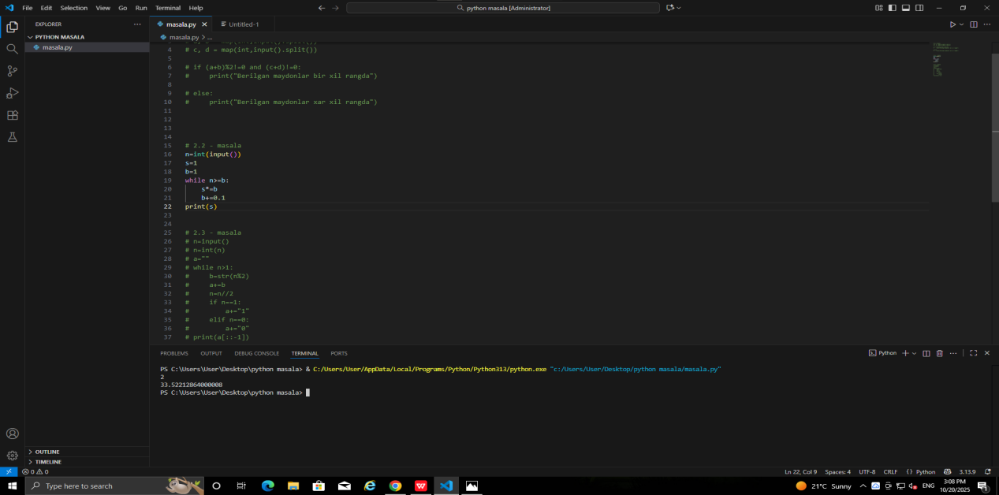 File Edit Selection View Go Run Terminal Help
python masala [Administrator]
EXPLORER
PYTHON MASALA
masala.py
masala.py
Untitled-1
masala.py > ...
4 # c, d = map(int,input().split())
5
6 # if (a+b)%2!=0 and (c+d)!=0:
7 #     print("Berilgan maydonlar bir xil rangda")
8
9 # else:
10 #     print("Berilgan maydonlar xar xil rangda")
11
12
13
14
15 # 2.2 - masala
16 n=int(input())
17 s=1
18 b=1
19 while n>=b:
20     s*=b
21     b+=0.1
22 print(s)
23
24
25 # 2.3 - masala
26 # n=input()
27 # n=int(n)
28 # a=""
29 # while n>1:
30 #     b=str(n%2)
31 #     a+=b
32 #     n=n//2
33 #     if n==1:
34 #         a+="1"
35 #     elif n==0:
36 #         a+="0"
37 # print(a[::-1])
PROBLEMS OUTPUT DEBUG CONSOLE TERMINAL PORTS
Python
PS C:\Users\User\Desktop\python masala> & C:/Users/User/AppData/Local/Programs/Python/Python313/python.exe "c:/Users/User/Desktop/python masala/masala.py"
2
33.52212864000008
PS C:\Users\User\Desktop\python masala>
OUTLINE
TIMELINE
0 0
Ln 22, Col 9 Spaces: 4 UTF-8 CRLF {} Python 3.13.9
Type here to search
21°C Sunny
ENG
3:08 PM
10/20/2025